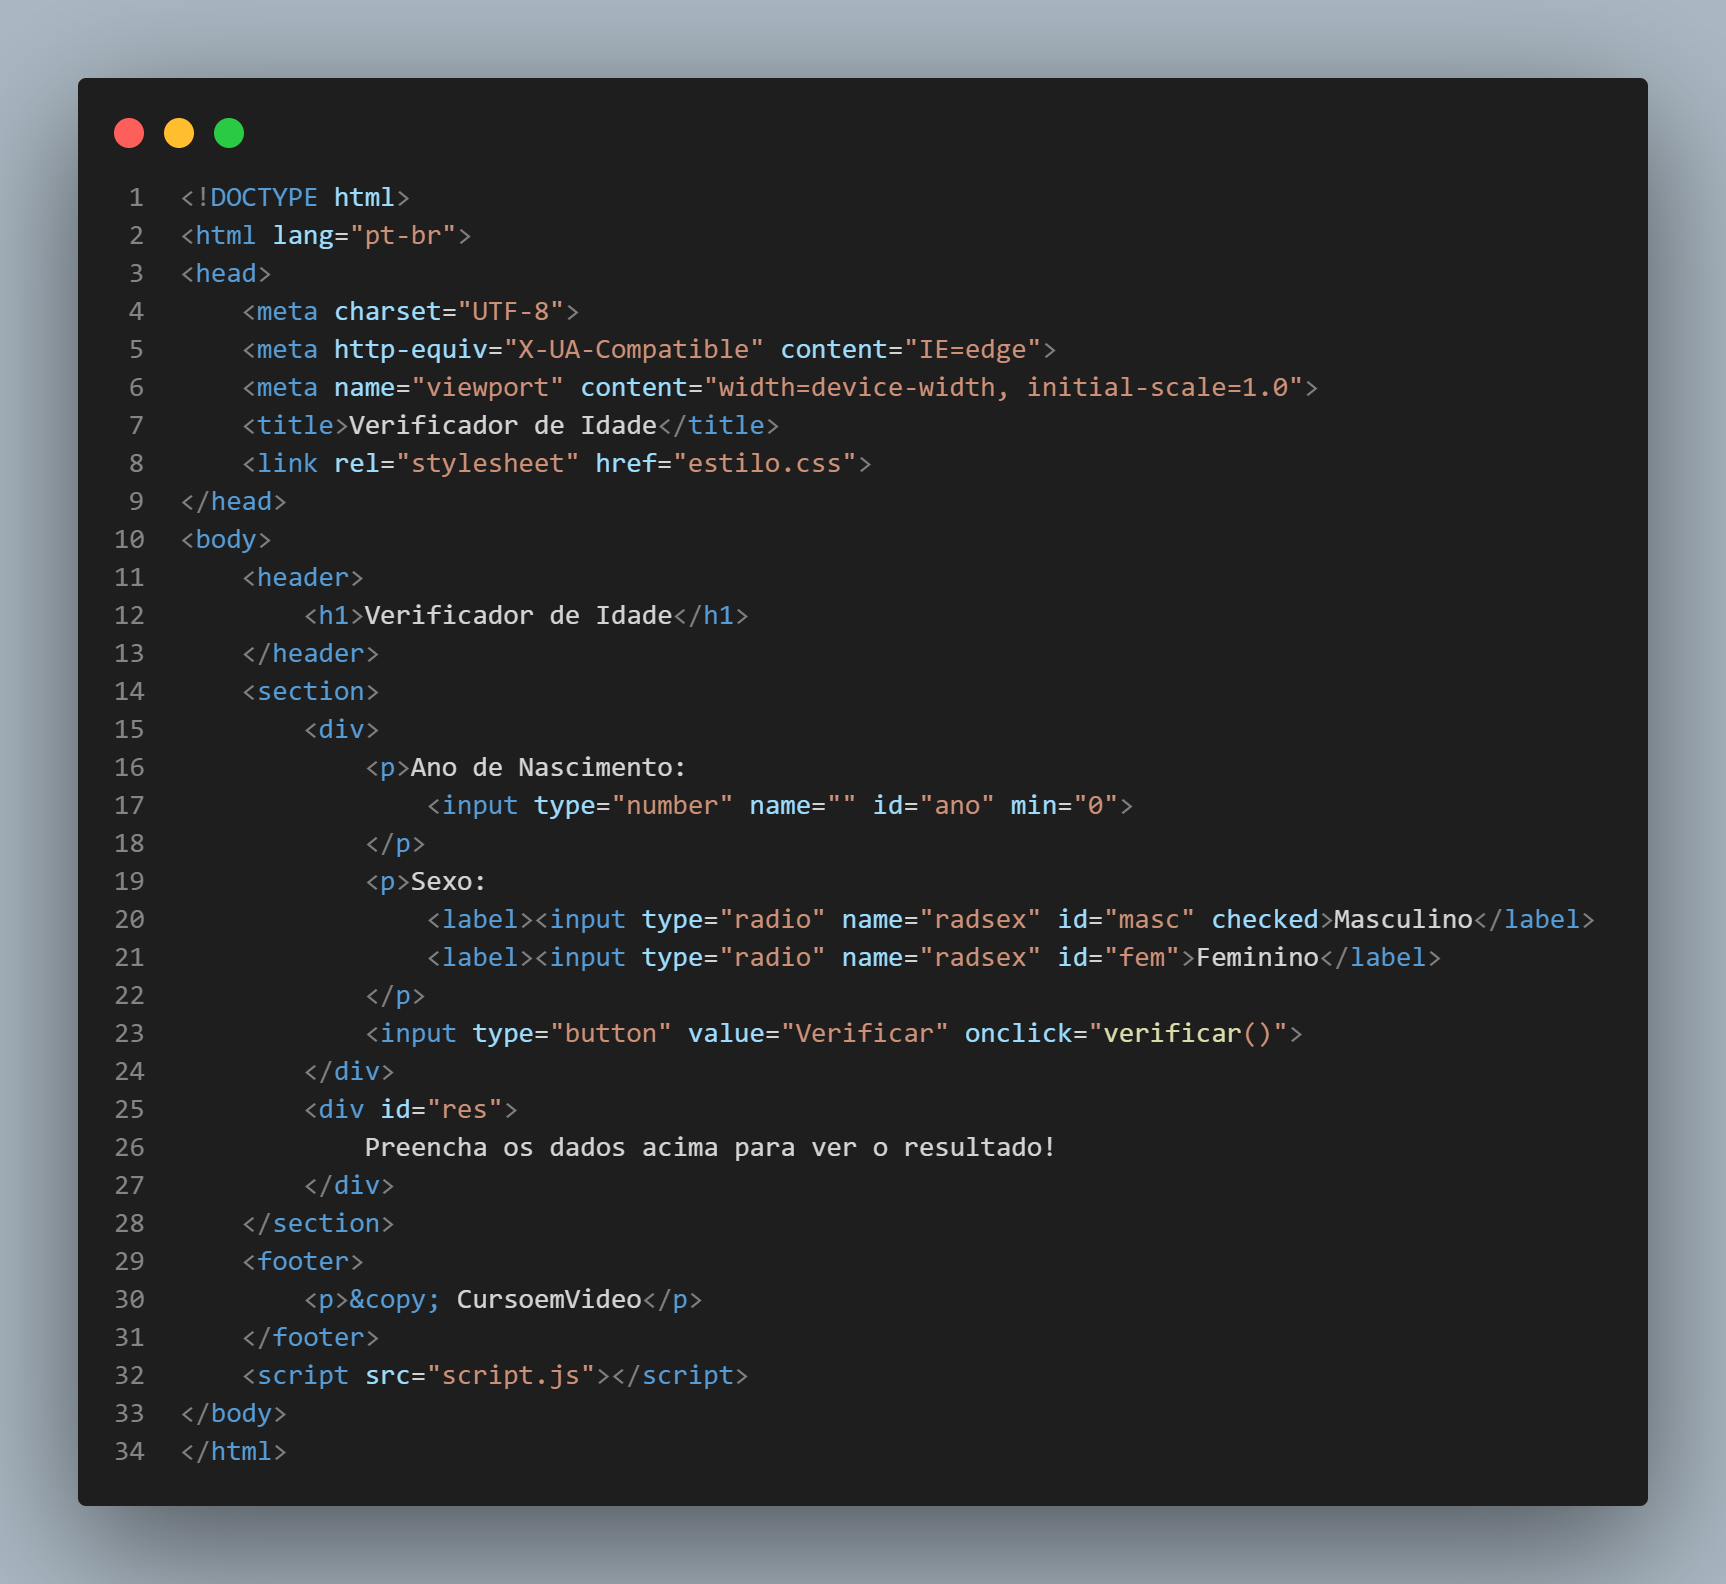 1 <!DOCTYPE html>
2 <html lang="pt-br">
3 <head>
4     <meta charset="UTF-8">
5     <meta http-equiv="X-UA-Compatible" content="IE=edge">
6     <meta name="viewport" content="width=device-width, initial-scale=1.0">
7     <title>Verificador de Idade</title>
8     <link rel="stylesheet" href="estilo.css">
9 </head>
10 <body>
11     <header>
12         <h1>Verificador de Idade</h1>
13     </header>
14     <section>
15         <div>
16             <p>Ano de Nascimento:
17                 <input type="number" name="" id="ano" min="0">
18             </p>
19             <p>Sexo:
20                 <label><input type="radio" name="radsex" id="masc" checked>Masculino</label>
21                 <label><input type="radio" name="radsex" id="fem">Feminino</label>
22             </p>
23             <input type="button" value="Verificar" onclick="verificar()">
24         </div>
25         <div id="res">
26             Preencha os dados acima para ver o resultado!
27         </div>
28     </section>
29     <footer>
30         <p>&copy; CursoemVideo</p>
31     </footer>
32     <script src="script.js"></script>
33 </body>
34 </html>